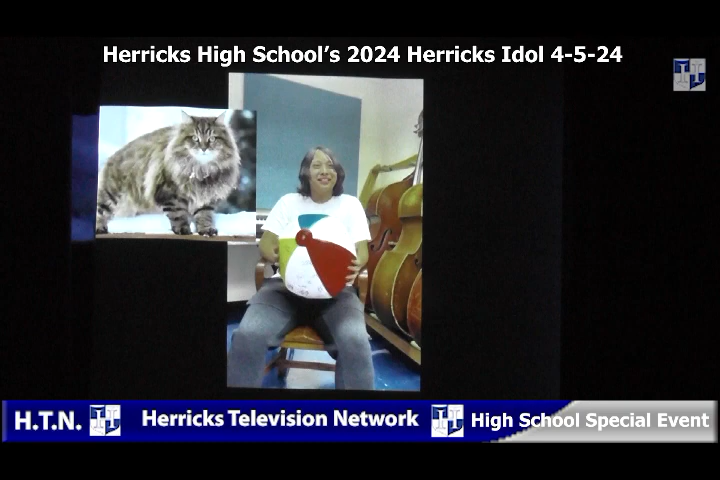 Herricks High School’s 2024 Herricks Idol 4-5-24
H.T.N. Herricks Television Network High School Special Event